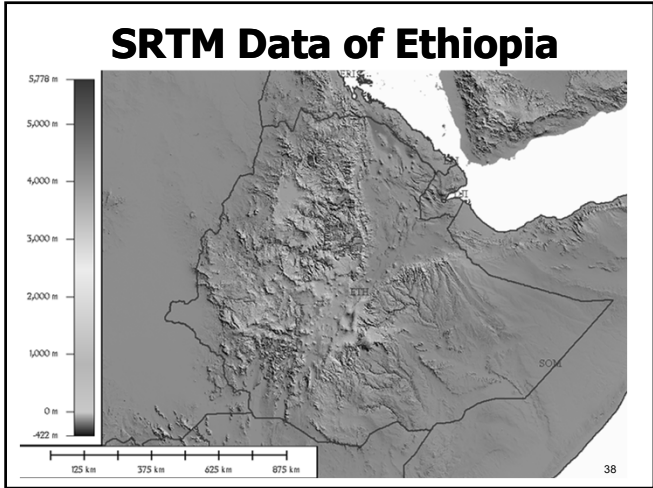 SRTM Data of Ethiopia
5,778 m
5,000 m
4,000 m
3,000 m
2,000 m
1,000 m
0 m
-422 m
ETH
SOM
125 km 375 km 625 km 875 km
38